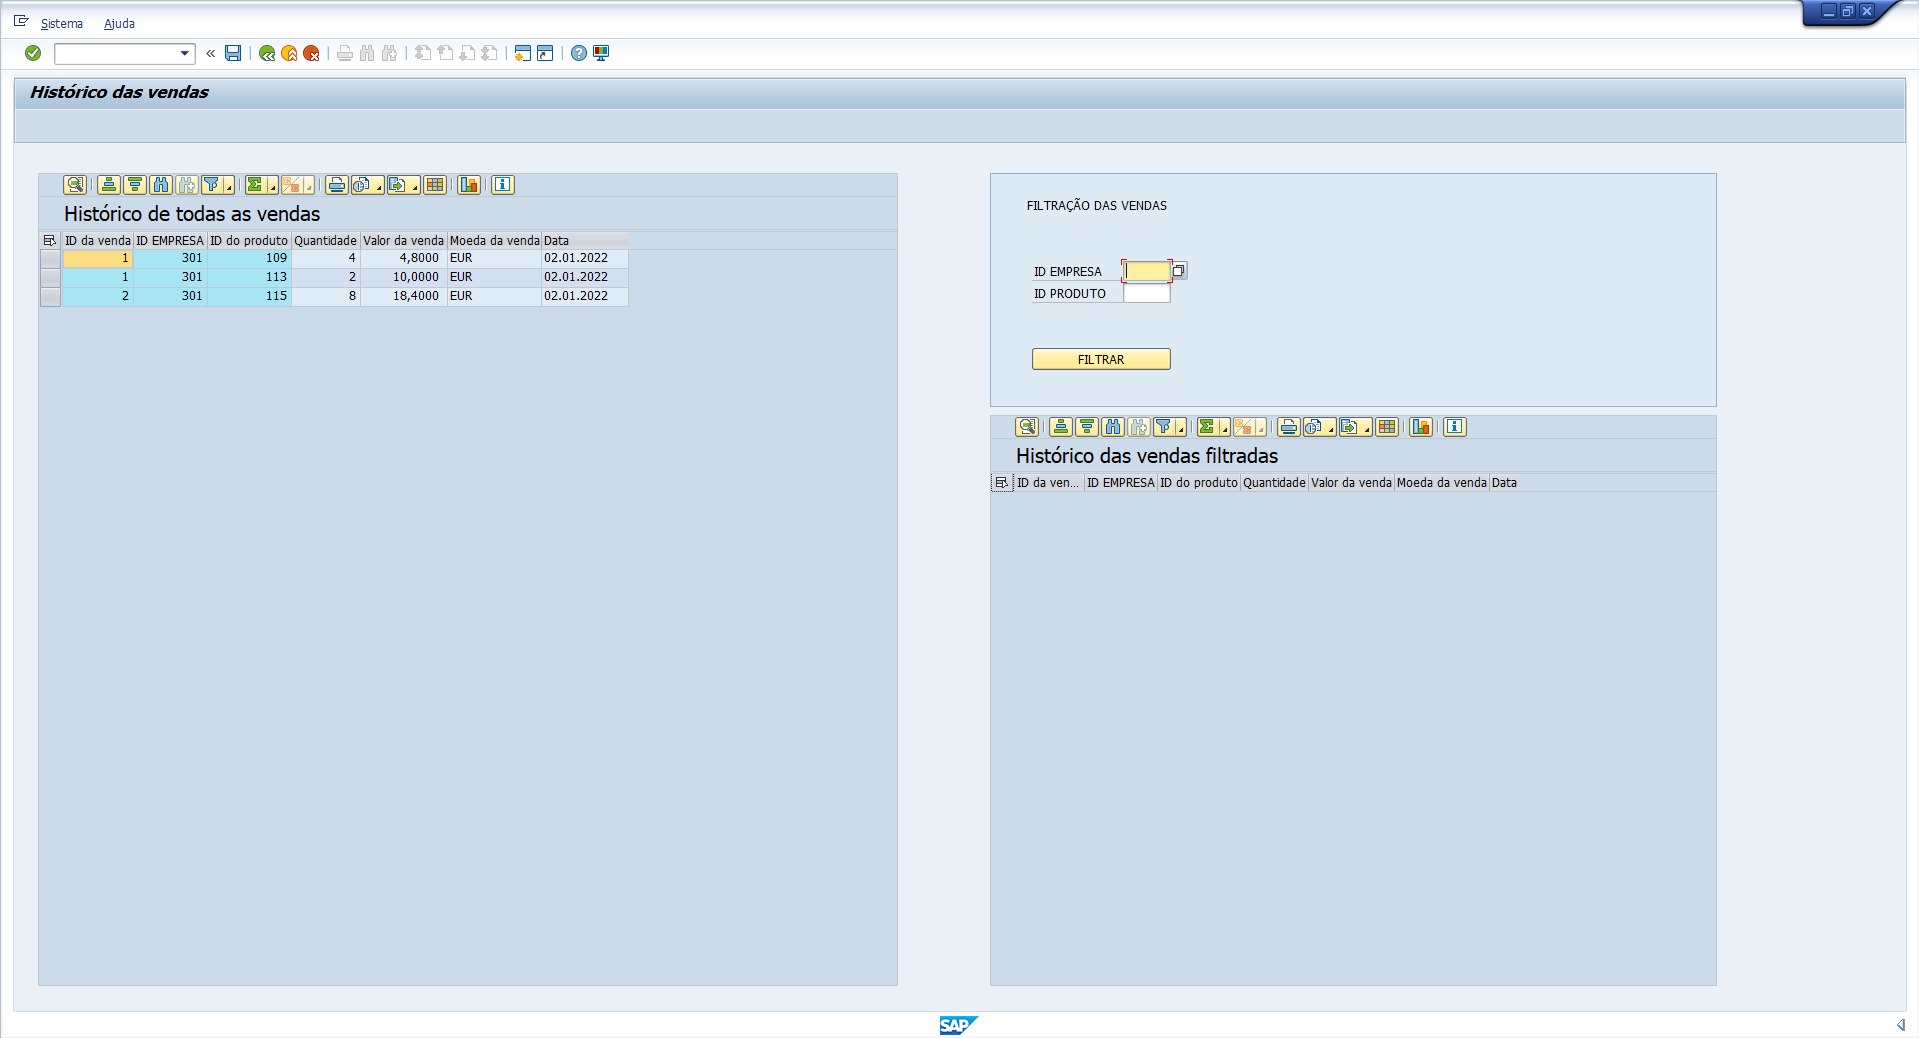 Sistema Ajuda
Histórico das vendas
Histórico de todas as vendas
ID da venda ID EMPRESA ID do produto Quantidade Valor da venda Moeda da venda Data
1 301 109 4 4,8000 EUR 02.01.2022
1 301 113 2 10,0000 EUR 02.01.2022
2 301 115 8 18,4000 EUR 02.01.2022
FILTRAÇÃO DAS VENDAS
ID EMPRESA
ID PRODUTO
FILTRAR
Histórico das vendas filtradas
ID da ven... ID EMPRESA ID do produto Quantidade Valor da venda Moeda da venda Data
SAP